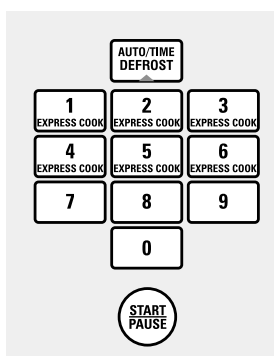 AUTO/TIME
DEFROST
1 2 3
EXPRESS COOK EXPRESS COOK EXPRESS COOK
4 5 6
EXPRESS COOK EXPRESS COOK EXPRESS COOK
7 8 9
0
START
PAUSE